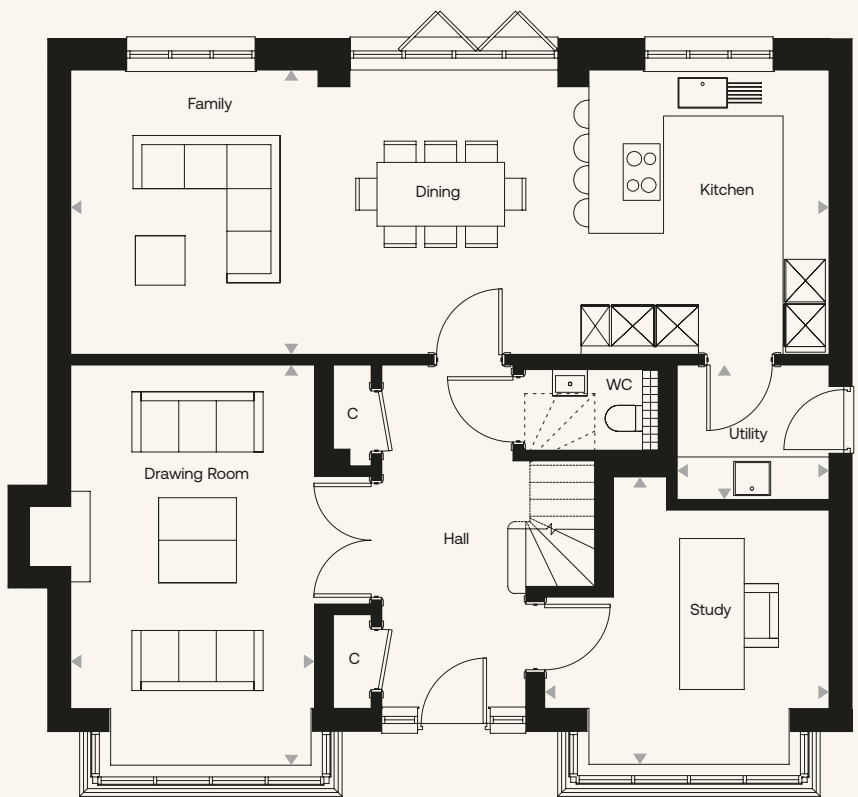 Family
Dining
Kitchen
WC
C
Utility
Drawing Room
Hall
Study
C